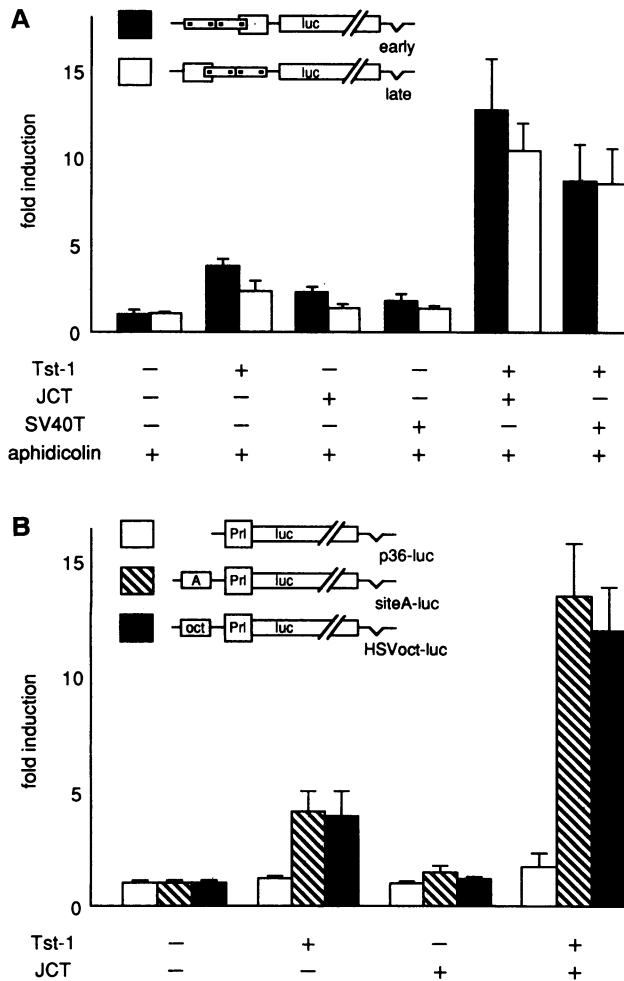 A
luc
early
luc
late
fold induction
15
10
5
0
Tst-1 − + − − + +
JCT − − + − + −
SV40T − − − + − +
aphidicolin + + + + + +
B
Prl luc
p36-luc
A Prl luc
siteA-luc
oct Prl luc
HSVoct-luc
fold induction
15
10
5
0
Tst-1 − + − +
JCT − − + +